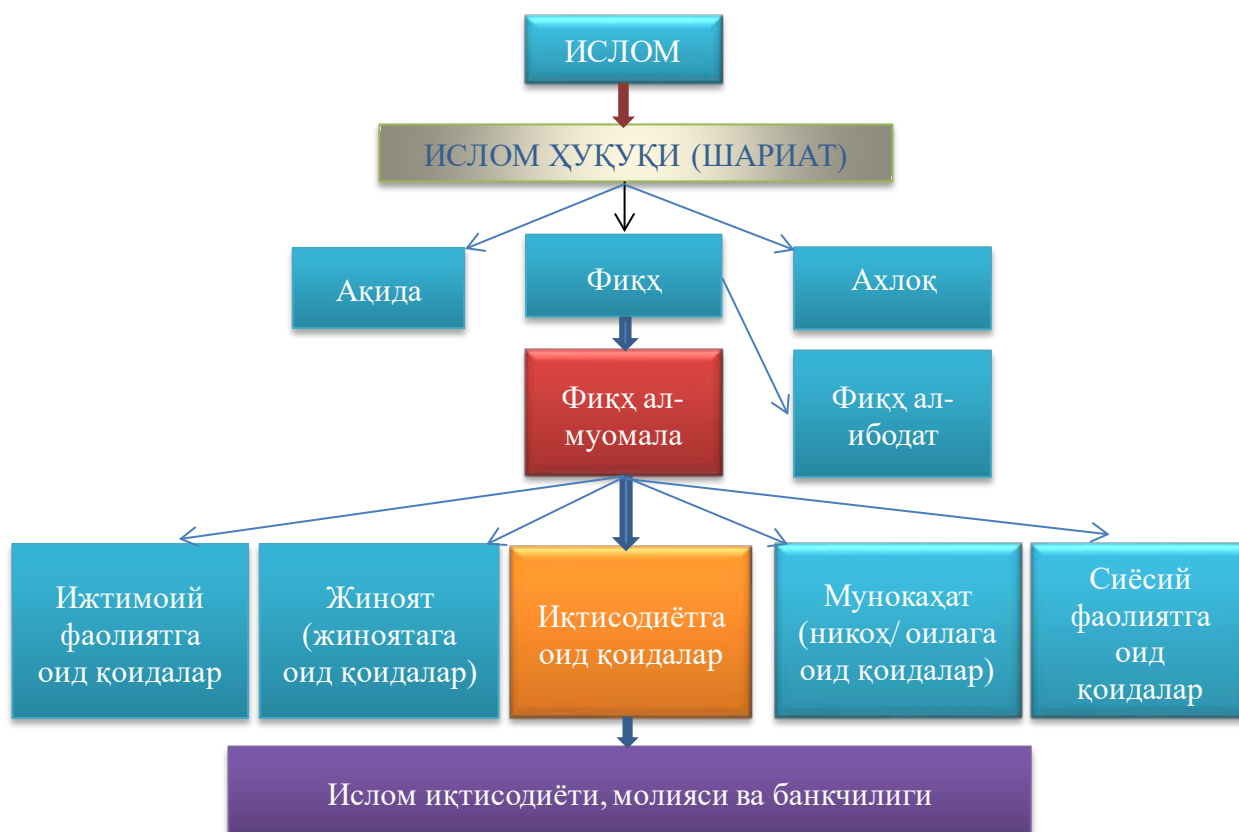 ИСЛОМ
ИСЛОМ ҲУҚУҚИ (ШАРИАТ)
Ақида
Фиқҳ
Ахлоқ
Фиқҳ ал-
муомала
Фиқҳ ал-
ибодат
Ижтимоий
фаолиятга
оид қоидалар
Жиноят
(жиноятага
оид қоидалар)
Иқтисодиётга
оид қоидалар
Мунокаҳат
(никоҳ/ оилага
оид қоидалар)
Сиёсий
фаолиятга
оид
қоидалар
Ислом иқтисодиёти, молияси ва банкчилиги